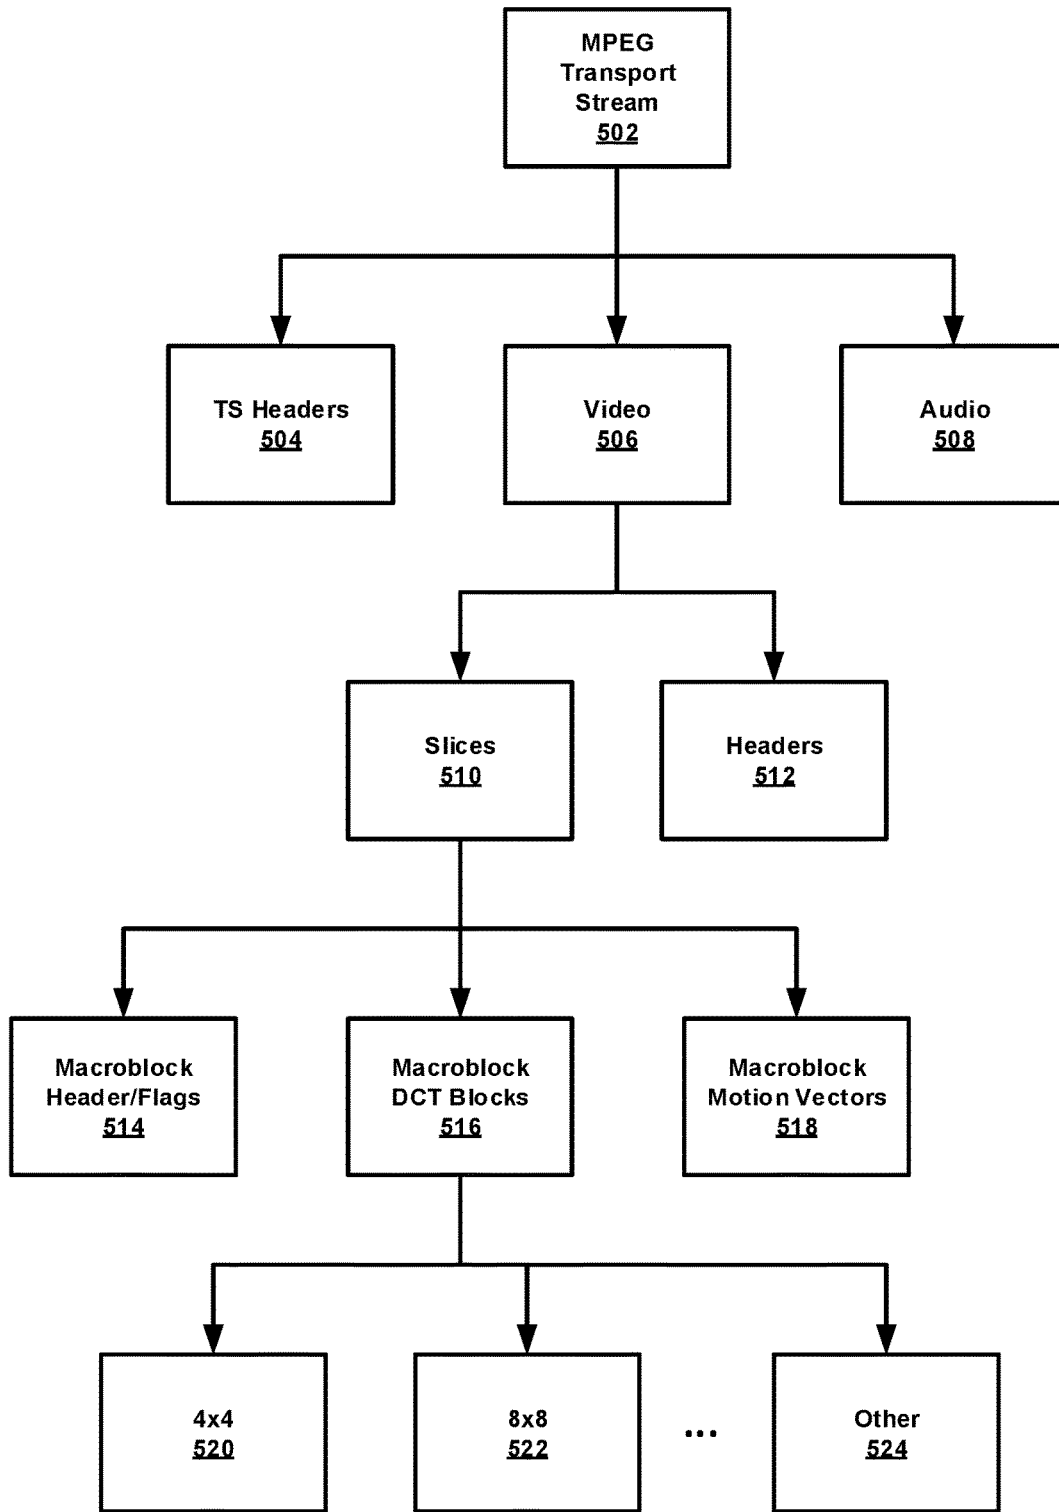 MPEG
Transport
Stream
502
TS Headers
504
Video
506
Audio
508
Slices
510
Headers
512
Macroblock
Header/Flags
514
Macroblock
DCT Blocks
516
Macroblock
Motion Vectors
518
4x4
520
8x8
522
...
Other
524